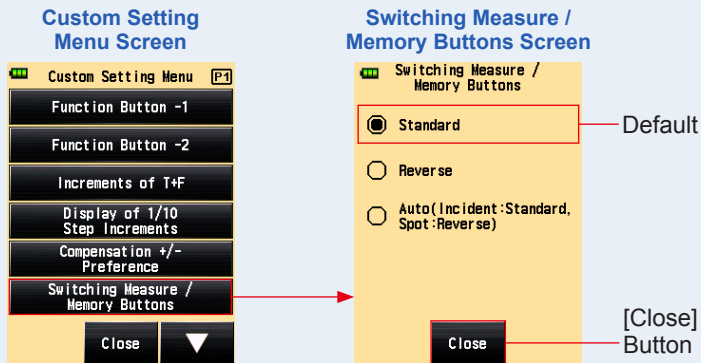 Custom Setting
Menu Screen
Custom Setting Menu P1
Function Button -1
Function Button -2
Increments of T+F
Display of 1/10
Step Increments
Compensation +/-
Preference
Switching Measure /
Memory Buttons
Close
Switching Measure /
Memory Buttons Screen
Switching Measure /
Memory Buttons
Standard
Default
Reverse
Auto(Incident:Standard,
Spot:Reverse)
Close
[Close]
Button